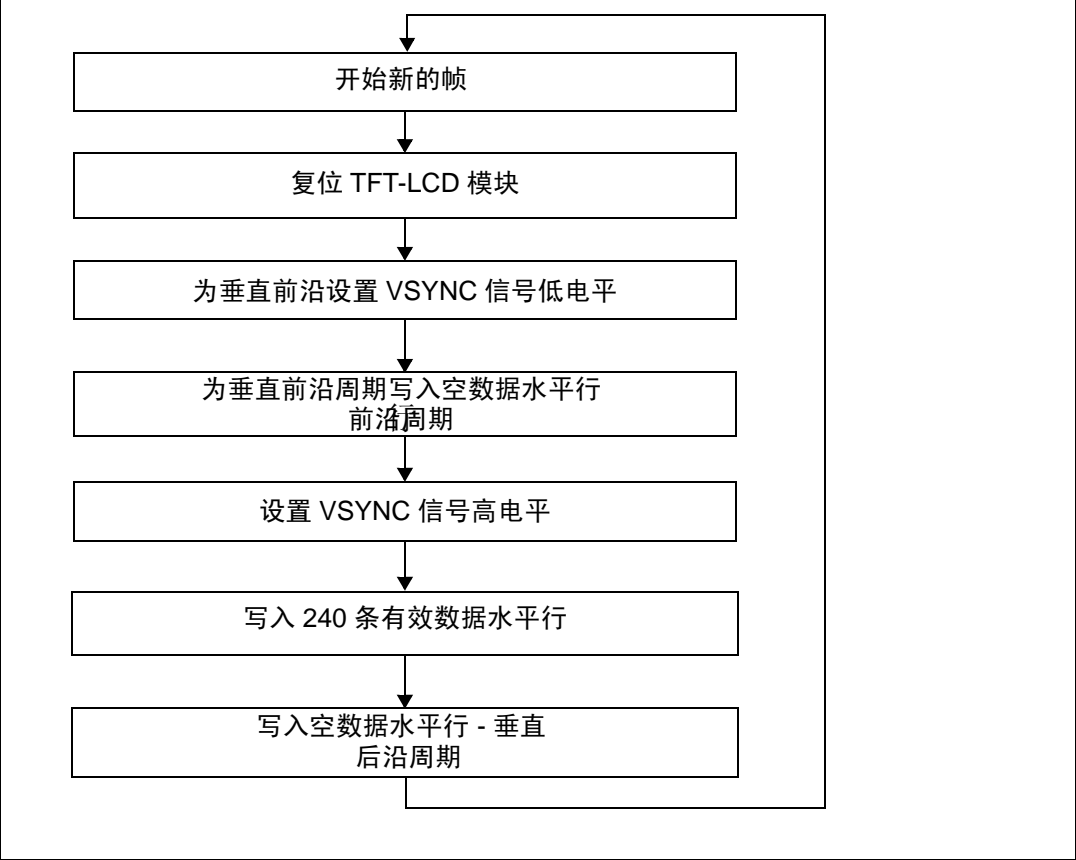 开始新的帧
复位 TFT-LCD 模块
为垂直前沿设置 VSYNC 信号低电平
为垂直前沿周期写入空数据水平行
前沿周期
设置 VSYNC 信号高电平
写入 240 条有效数据水平行
写入空数据水平行 - 垂直
后沿周期